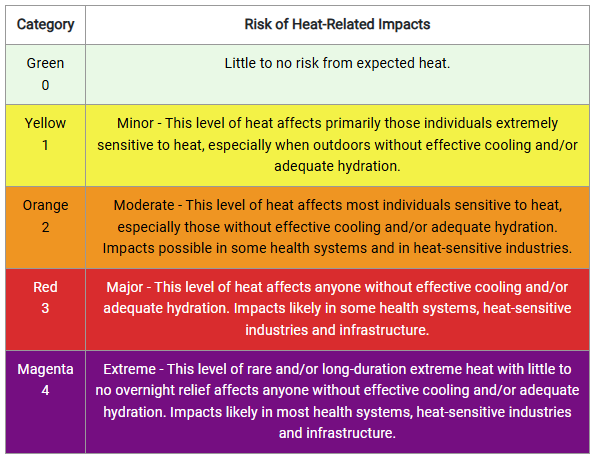 Category
Risk of Heat-Related Impacts
Green
0
Little to no risk from expected heat.
Yellow
1
Minor - This level of heat affects primarily those individuals extremely
sensitive to heat, especially when outdoors without effective cooling and/or
adequate hydration.
Orange
2
Moderate - This level of heat affects most individuals sensitive to heat,
especially those without effective cooling and/or adequate hydration.
Impacts possible in some health systems and in heat-sensitive industries.
Red
3
Major - This level of heat affects anyone without effective cooling and/or
adequate hydration. Impacts likely in some health systems, heat-sensitive
industries and infrastructure.
Magenta
4
Extreme - This level of rare and/or long-duration extreme heat with little to
no overnight relief affects anyone without effective cooling and/or adequate
hydration. Impacts likely in most health systems, heat-sensitive industries
and infrastructure.